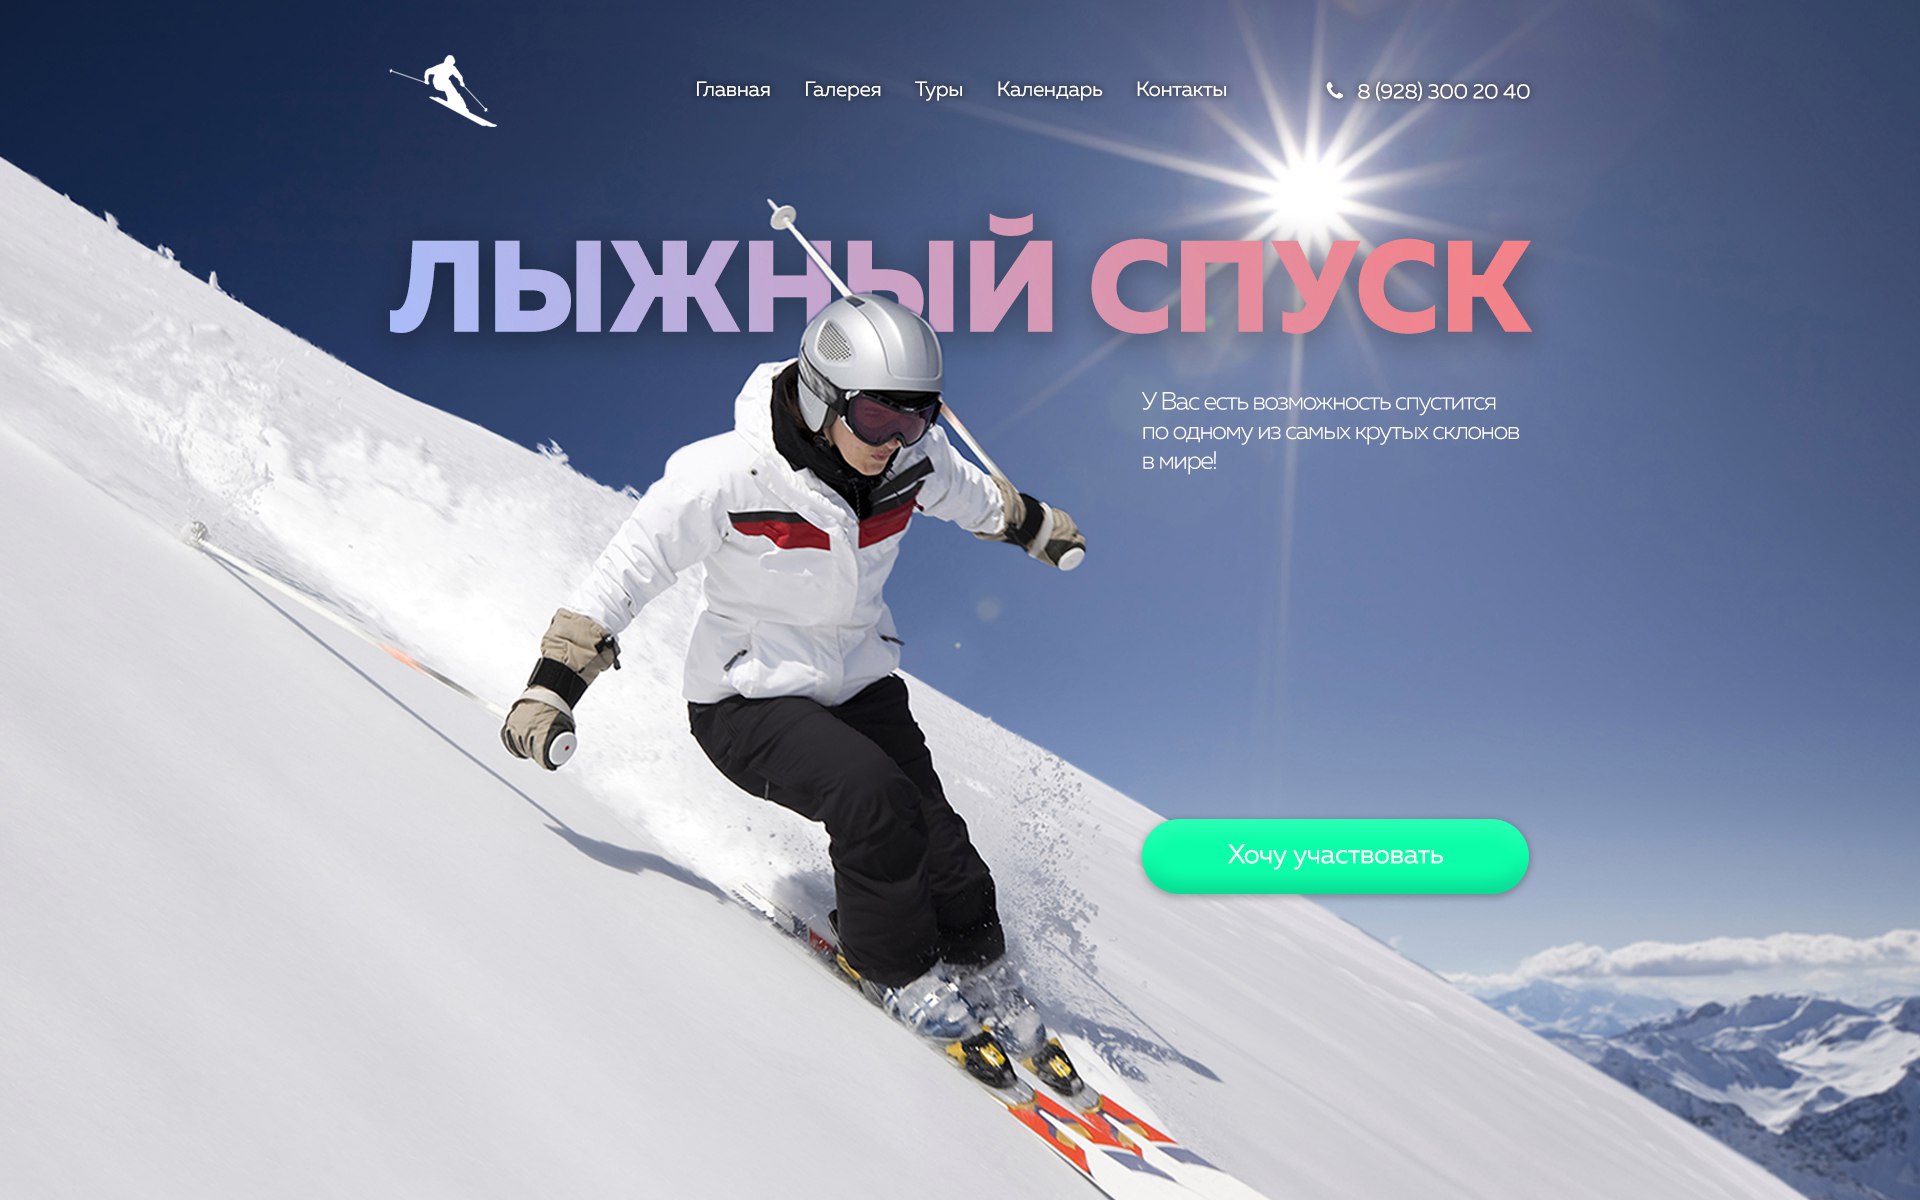 Главная Галерея Туры Календарь Контакты 8 (928) 300 20 40
ЛЫЖНЫЙ СПУСК
У Вас есть возможность спустится
по одному из самых крутых склонов
в мире!
Хочу участвовать